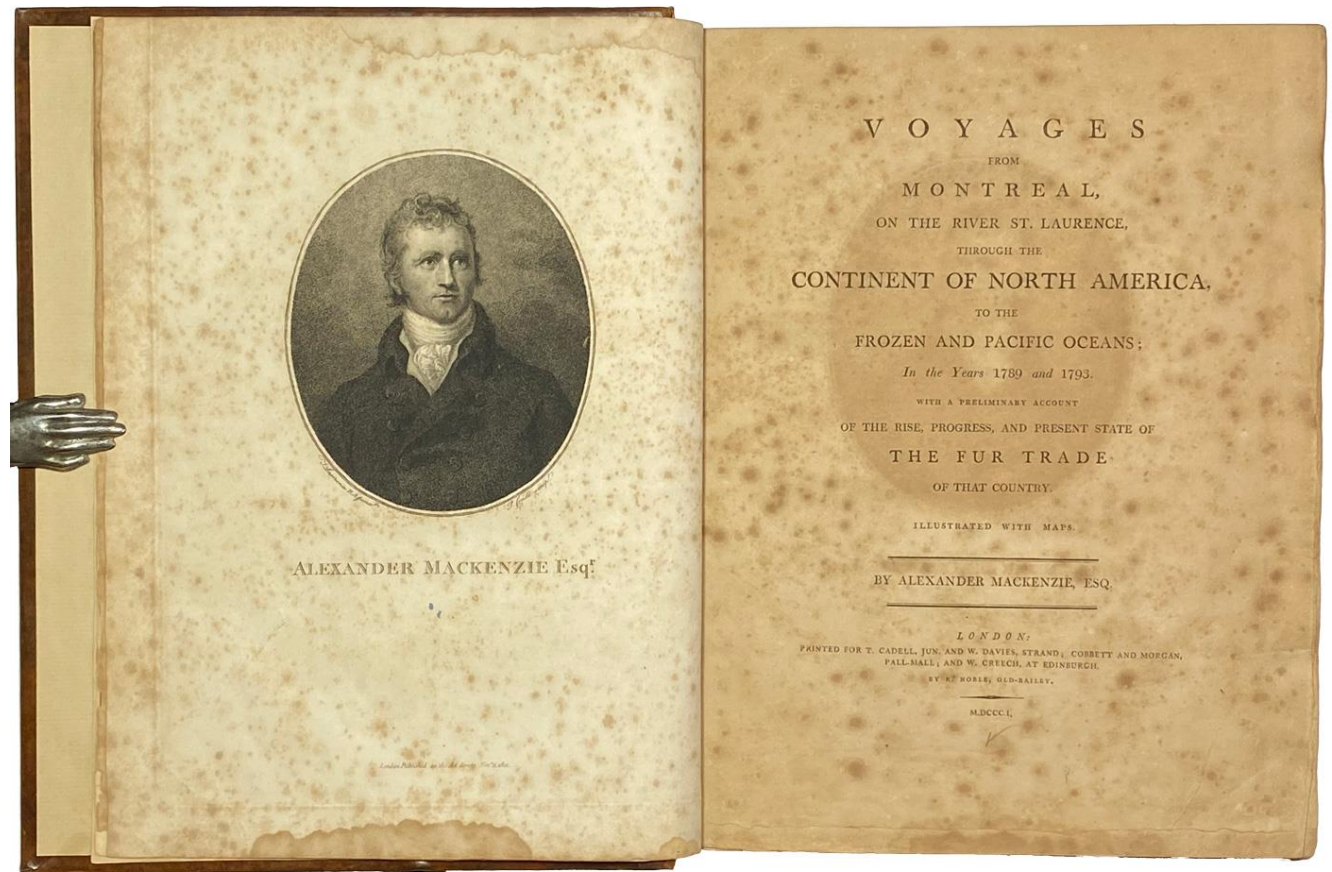 ALEXANDER MACKENZIE Esqr.
VOYAGES
FROM
MONTREAL,
ON THE RIVER ST. LAURENCE,
THROUGH THE
CONTINENT OF NORTH AMERICA,
TO THE
FROZEN AND PACIFIC OCEANS;
In the Years 1789 and 1793.
WITH A PRELIMINARY ACCOUNT
OF THE RISE, PROGRESS, AND PRESENT STATE OF
THE FUR TRADE
OF THAT COUNTRY.
ILLUSTRATED WITH MAPS.
BY ALEXANDER MACKENZIE, ESQ.
LONDON:
PRINTED FOR T. CADELL, JUN. AND W. DAVIES, STRAND; COBBETT AND MORGAN,
PALL-MALL; AND W. CREECH, AT EDINBURGH.
BY R. NOBLE, OLD-BAILEY.
M.DCCC.I.